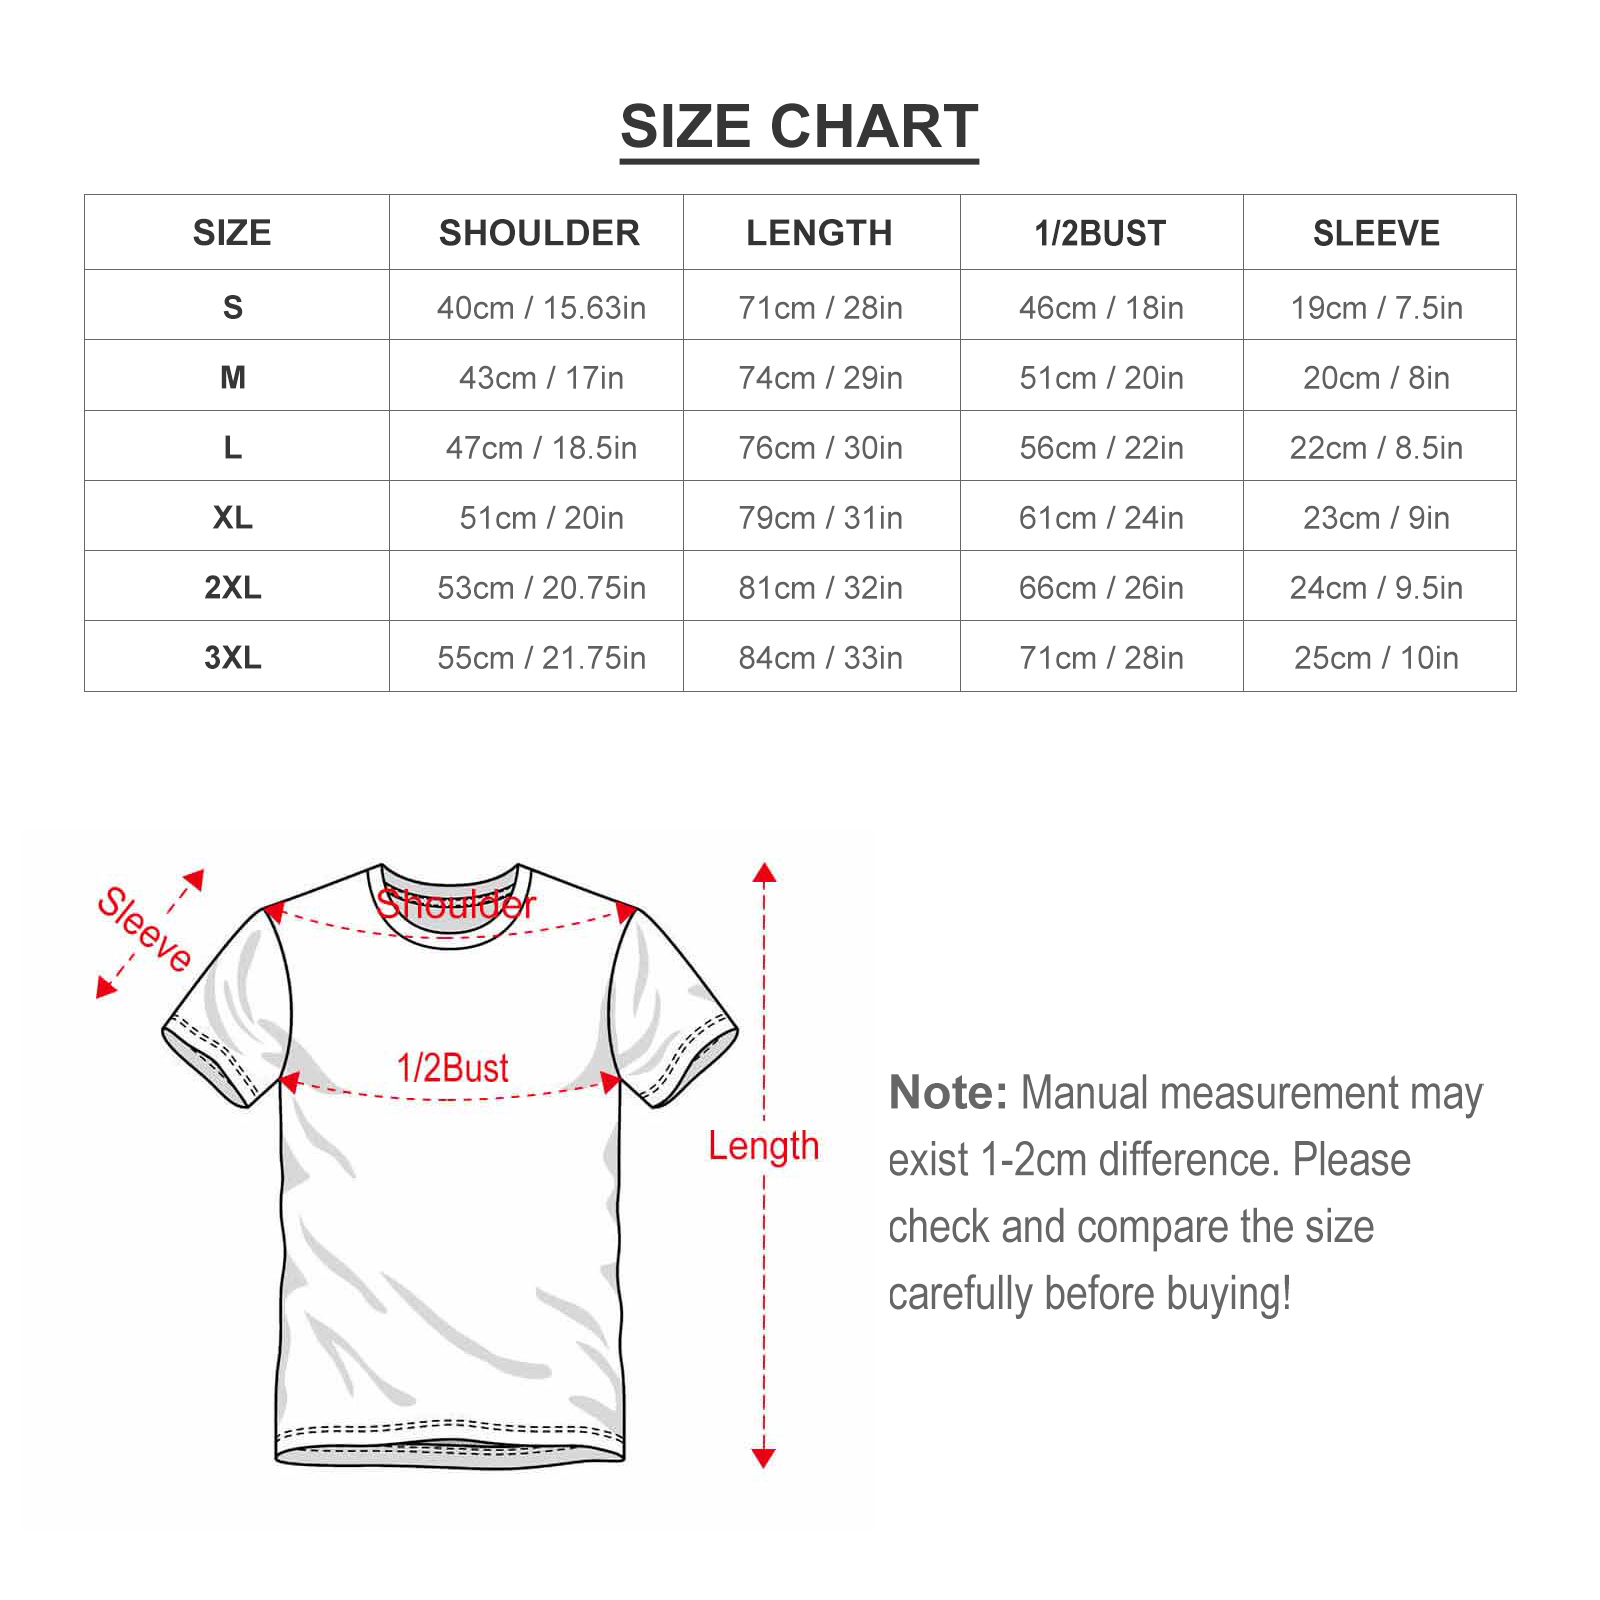 SIZE CHART
SIZE SHOULDER LENGTH 1/2BUST SLEEVE
S 40cm / 15.63in 71cm / 28in 46cm / 18in 19cm / 7.5in
M 43cm / 17in 74cm / 29in 51cm / 20in 20cm / 8in
L 47cm / 18.5in 76cm / 30in 56cm / 22in 22cm / 8.5in
XL 51cm / 20in 79cm / 31in 61cm / 24in 23cm / 9in
2XL 53cm / 20.75in 81cm / 32in 66cm / 26in 24cm / 9.5in
3XL 55cm / 21.75in 84cm / 33in 71cm / 28in 25cm / 10in
Sleeve
Shoulder
1/2Bust
Length
Note: Manual measurement may
exist 1-2cm difference. Please
check and compare the size
carefully before buying!